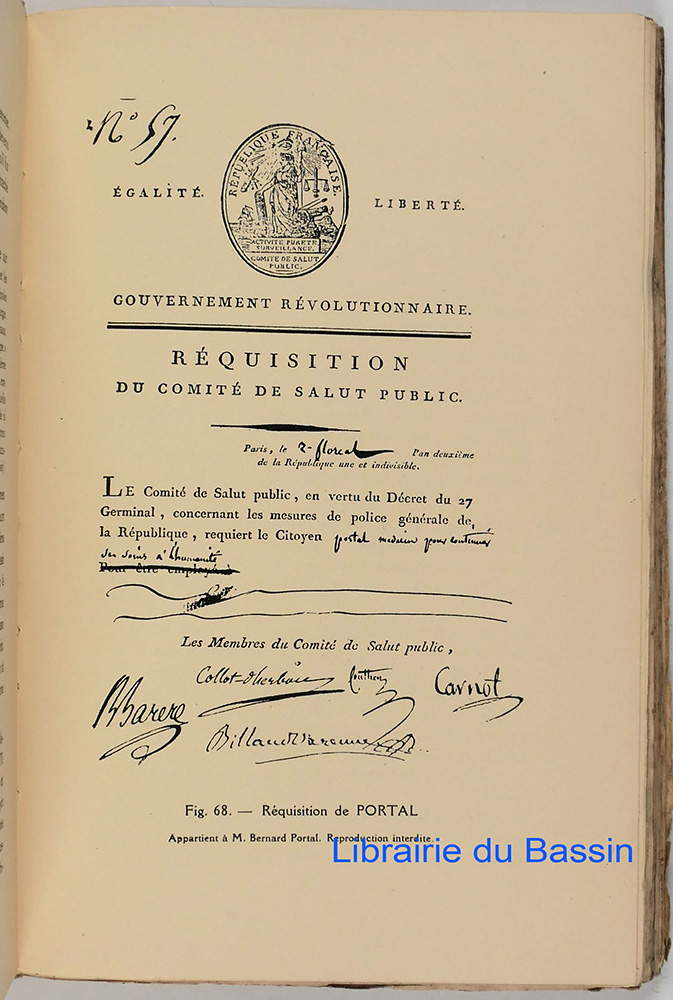 N° 57.
RÉPUBLIQUE FRANÇAISE.
ÉGALITÉ.
LIBERTÉ.
ACTIVITÉ PURETÉ
SURVEILLANCE.
COMITÉ DE SALUT
PUBLIC.
GOUVERNEMENT RÉVOLUTIONNAIRE.
RÉQUISITION
DU COMITÉ DE SALUT PUBLIC.
Paris, le 2 floreal l'an deuxième
de la République une et indivisible.
LE Comité de Salut public, en vertu du Décret du 27
Germinal, concernant les mesures de police générale de
la République, requiert le Citoyen portal medecin pour continuer
ses soins a l'humanité
Pour être employé à
Les Membres du Comité de Salut public,
Collot-d'herbois Couthon Carnot
B Barere
Billaud Varenne
Fig. 68. — Réquisition de PORTAL
Appartient à M. Bernard Portal. Reproduction interdite.
Librairie du Bassin